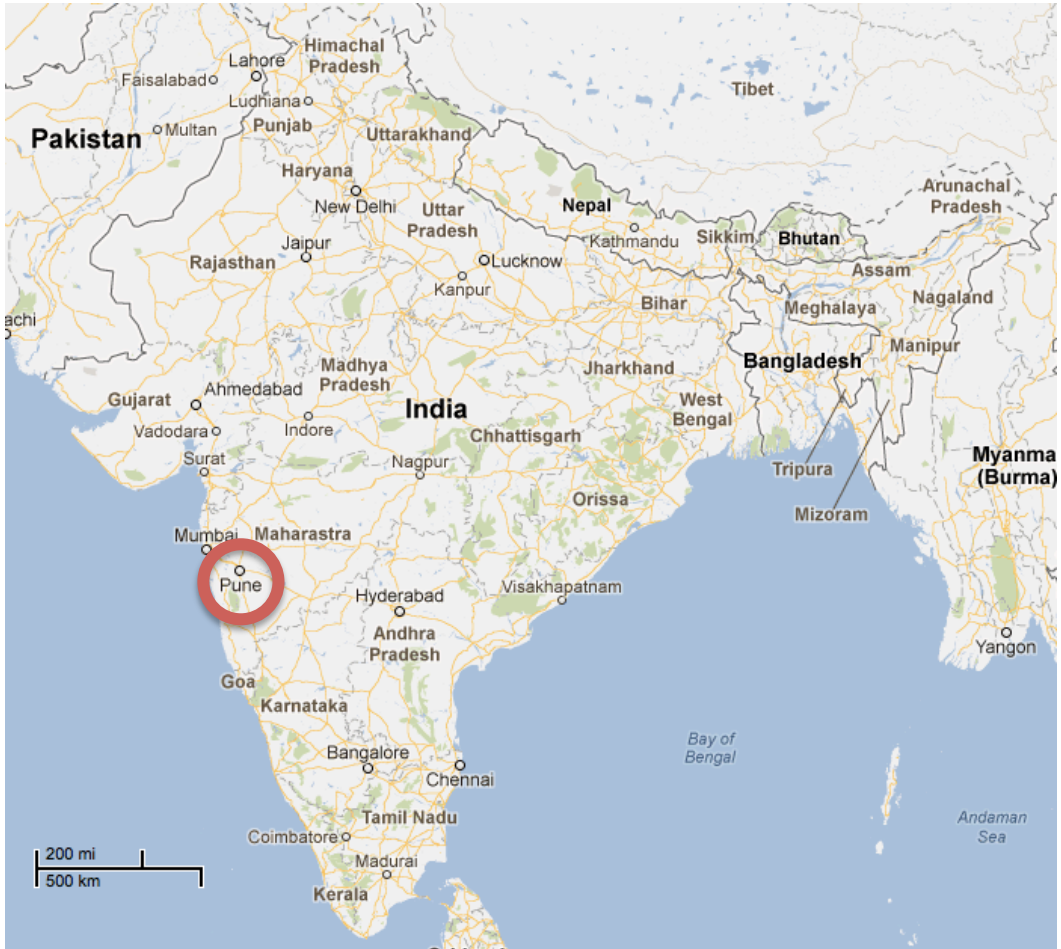 Himachal
Pradesh
Lahore
Faisalabad
Tibet
Ludhiana
Punjab
Multan
Pakistan
Uttarakhand
Haryana
New Delhi
Nepal
Arunachal
Pradesh
Uttar
Pradesh
Kathmandu
Sikkim
Bhutan
Jaipur
Rajasthan
Lucknow
Assam
Kanpur
Nagaland
Bihar
Meghalaya
achi
Manipur
Bangladesh
Madhya
Pradesh
Jharkhand
Ahmedabad
Gujarat
India
West
Bengal
Vadodara
Indore
Chhattisgarh
Surat
Nagpur
Tripura
Myanma
(Burma)
Orissa
Mizoram
Mumbai
Maharastra
Pune
Visakhapatnam
Hyderabad
Andhra
Pradesh
Yangon
Goa
Karnataka
Bay of
Bengal
Bangalore
Chennai
Tamil Nadu
Andaman
Sea
Coimbatore
200 mi
500 km
Madurai
Kerala